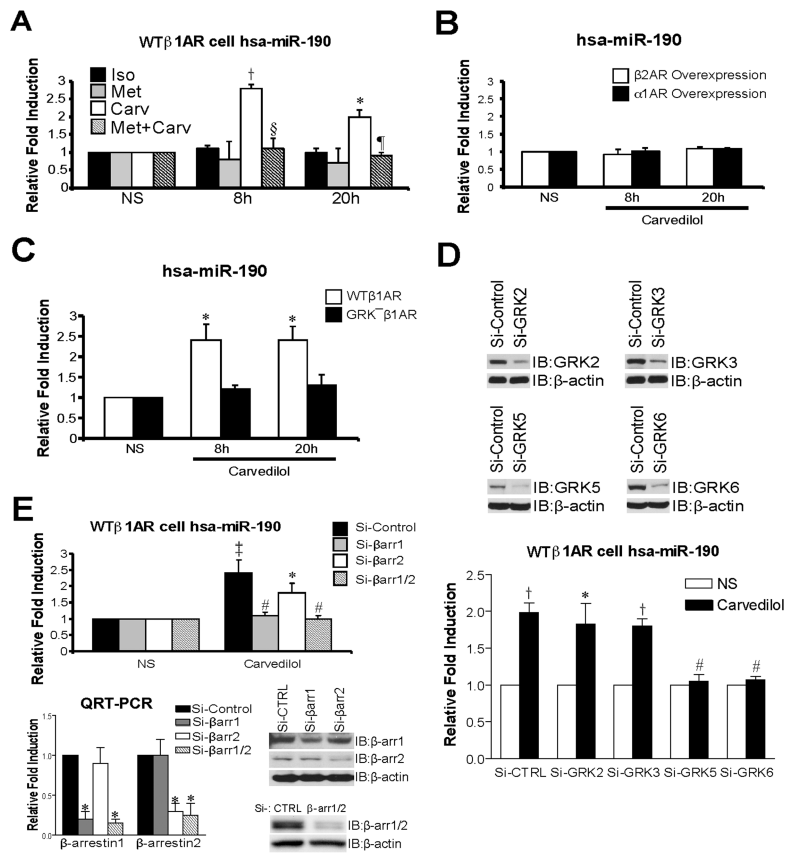 A
WTβ1AR cell hsa-miR-190
Relative Fold Induction
3
2.5
2
1.5
1
0.5
0
Iso
Met
Carv
Met+Carv
†
§
*
¶
NS
8h
20h
B
hsa-miR-190
Relative Fold Induction
3
2.5
2
1.5
1
0.5
0
β2AR Overexpression
α1AR Overexpression
NS
8h
20h
Carvedilol
C
hsa-miR-190
Relative Fold Induction
3
2.5
2
1.5
1
0.5
0
WTβ1AR
GRK¯β1AR
*
*
NS
8h
20h
Carvedilol
D
Si-Control
Si-GRK2
IB:GRK2
IB:β-actin
Si-Control
Si-GRK3
IB:GRK3
IB:β-actin
Si-Control
Si-GRK5
IB:GRK5
IB:β-actin
Si-Control
Si-GRK6
IB:GRK6
IB:β-actin
WTβ1AR cell hsa-miR-190
Relative Fold Induction
2.5
2.0
1.5
1.0
0.5
0.0
NS
Carvedilol
†
*
†
#
#
Si-CTRL
Si-GRK2
Si-GRK3
Si-GRK5
Si-GRK6
E
WTβ1AR cell hsa-miR-190
Relative Fold Induction
3
2.5
2
1.5
1
0.5
0
Si-Control
Si-βarr1
Si-βarr2
Si-βarr1/2
‡
#
*
#
NS
Carvedilol
QRT-PCR
Relative Fold Induction
1.5
1.0
0.5
0.0
Si-Control
Si-βarr1
Si-βarr2
Si-βarr1/2
*
*
*
*
β-arrestin1
β-arrestin2
Si-CTRL
Si-βarr1
Si-βarr2
IB:β-arr1
IB:β-arr2
IB:β-actin
Si-: CTRL β-arr1/2
IB:β-arr1/2
IB:β-actin